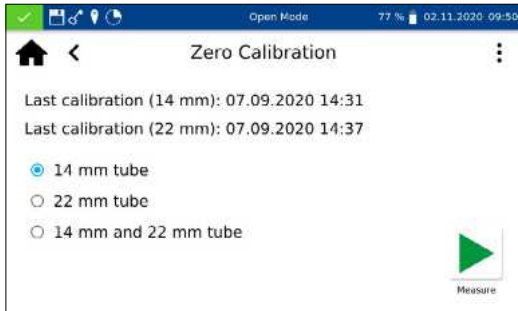 Open Mode 77 % 02.11.2020 09:50
Zero Calibration
Last calibration (14 mm): 07.09.2020 14:31
Last calibration (22 mm): 07.09.2020 14:37
14 mm tube
22 mm tube
14 mm and 22 mm tube
Measure